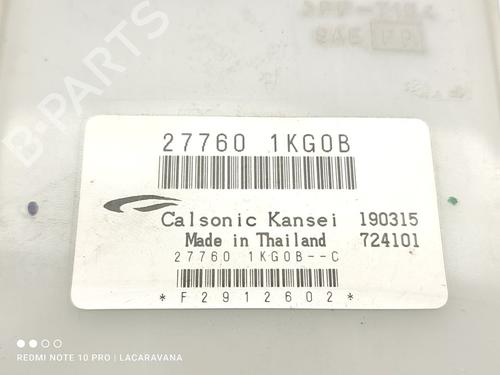 B-PARTS
27760 1KG0B
Calsonic Kansei 190315
Made in Thailand 724101
27760 1KG0B--C
*F2912602*
REDMI NOTE 10 PRO | LACARAVANA